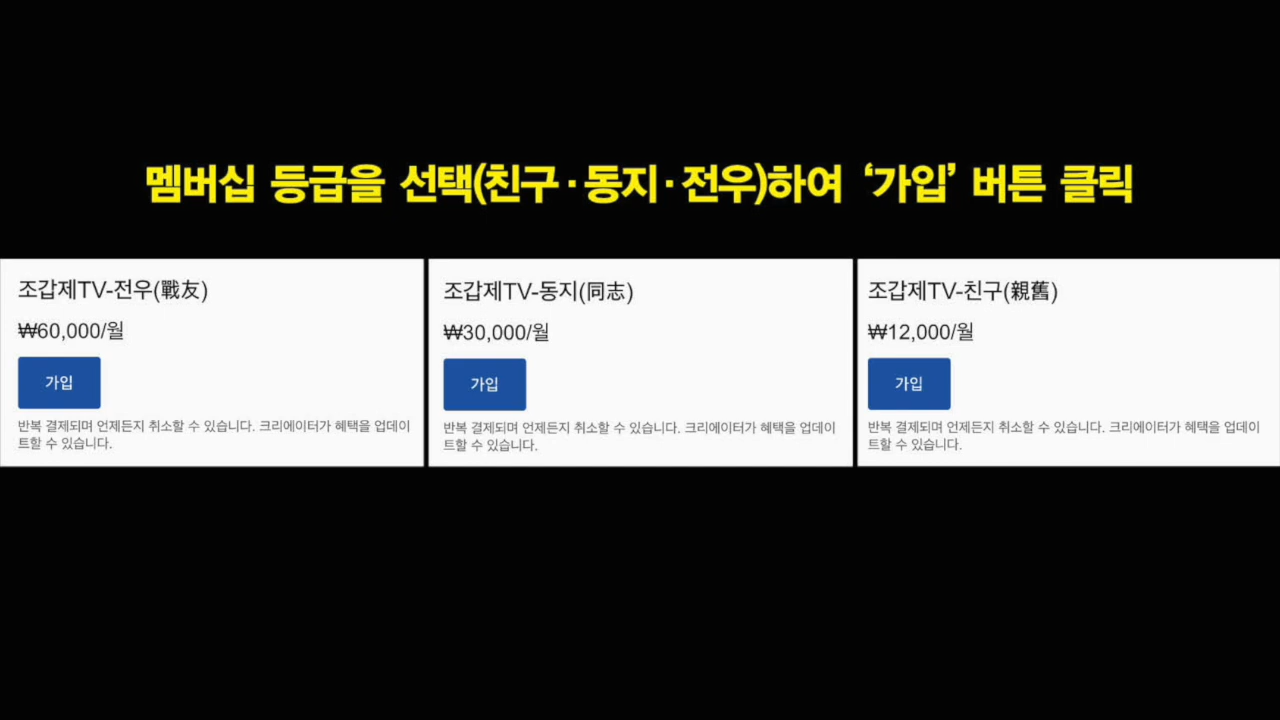 멤버십 등급을 선택(친구·동지·전우)하여 ‘가입’ 버튼 클릭
조갑제TV-전우(戰友)
₩60,000/월
가입
반복 결제되며 언제든지 취소할 수 있습니다. 크리에이터가 혜택을 업데이
트할 수 있습니다.
조갑제TV-동지(同志)
₩30,000/월
가입
반복 결제되며 언제든지 취소할 수 있습니다. 크리에이터가 혜택을 업데이
트할 수 있습니다.
조갑제TV-친구(親舊)
₩12,000/월
가입
반복 결제되며 언제든지 취소할 수 있습니다. 크리에이터가 혜택을 업데이
트할 수 있습니다.